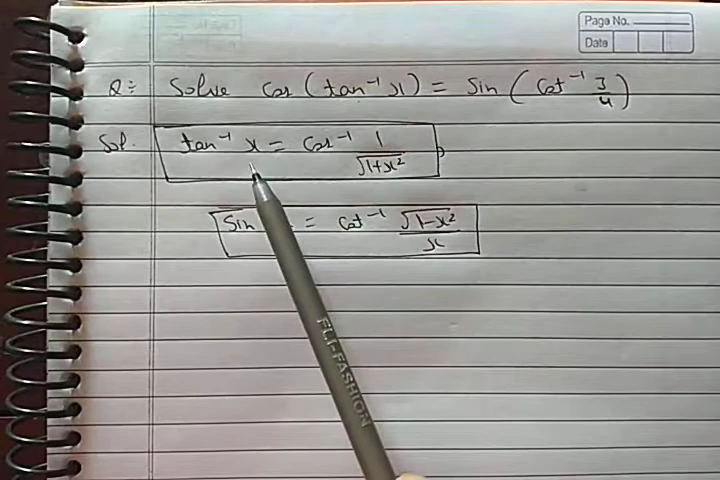 Page No.
Date
Q: Solve cos (tan⁻¹ x) = sin (cot⁻¹ 3/4)
Sol. tan⁻¹ x = cos⁻¹ 1/√1+x²,
Sin = cot⁻¹ √1-x²/x
FLI-FASHION